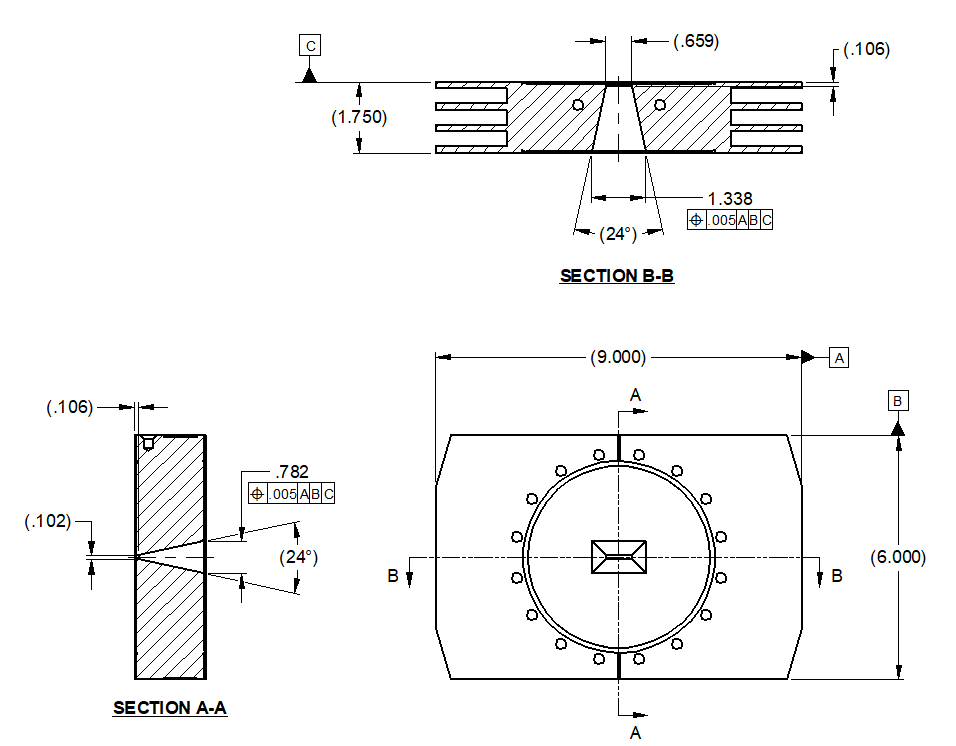 C
(.659)
(.106)
(1.750)
1.338
⌖ .005 A B C
(24°)
SECTION B-B
(9.000)
A
(.106)
A
B
.782
⌖ .005 A B C
(.102)
(24°)
(6.000)
B
B
SECTION A-A
A